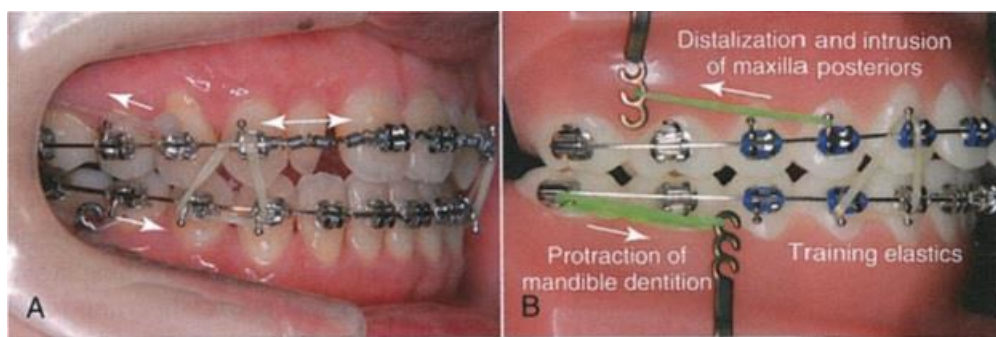 A
Distalization and intrusion
of maxilla posteriors
Protraction of
mandible dentition
Training elastics
B